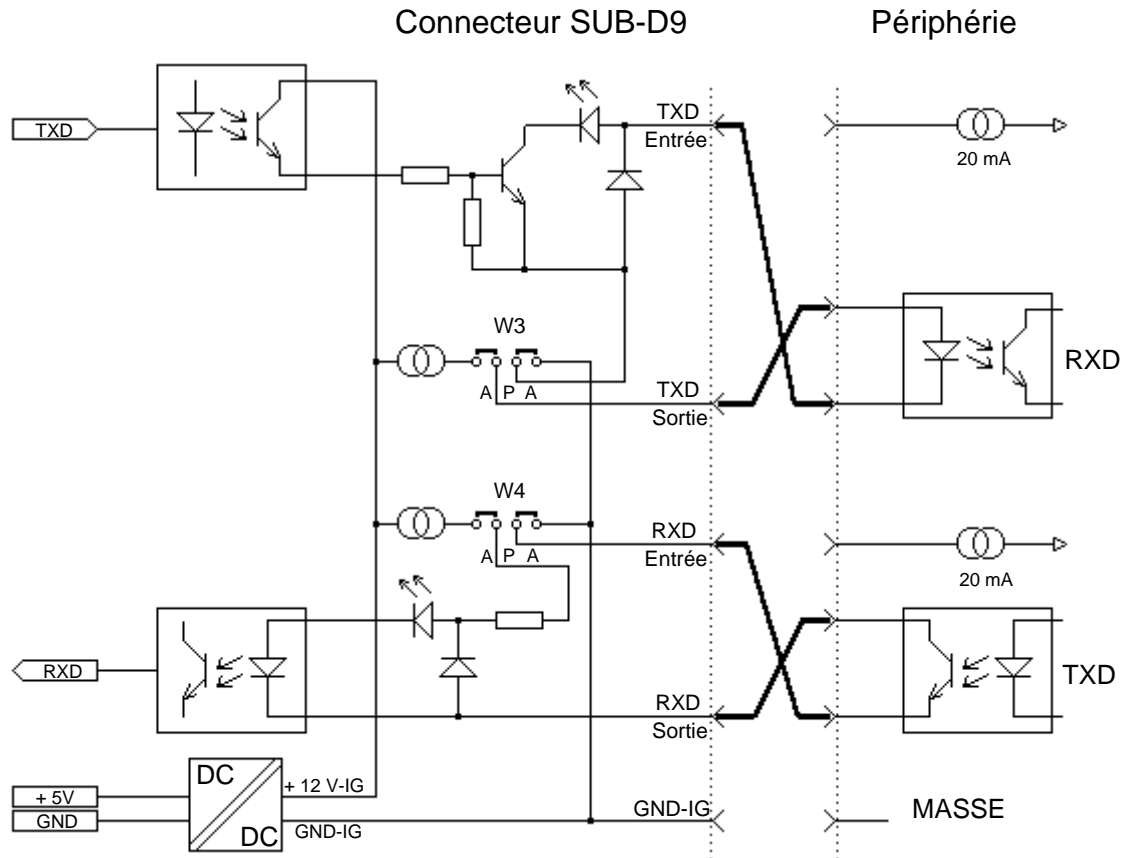 Connecteur SUB-D9
Périphérie
TXD
TXD
Entrée
20 mA
W3
A P A
RXD
TXD
Sortie
W4
A P A
RXD
Entrée
20 mA
RXD
TXD
RXD
Sortie
DC
DC
+ 5V
GND
+ 12 V-IG
GND-IG
GND-IG
MASSE